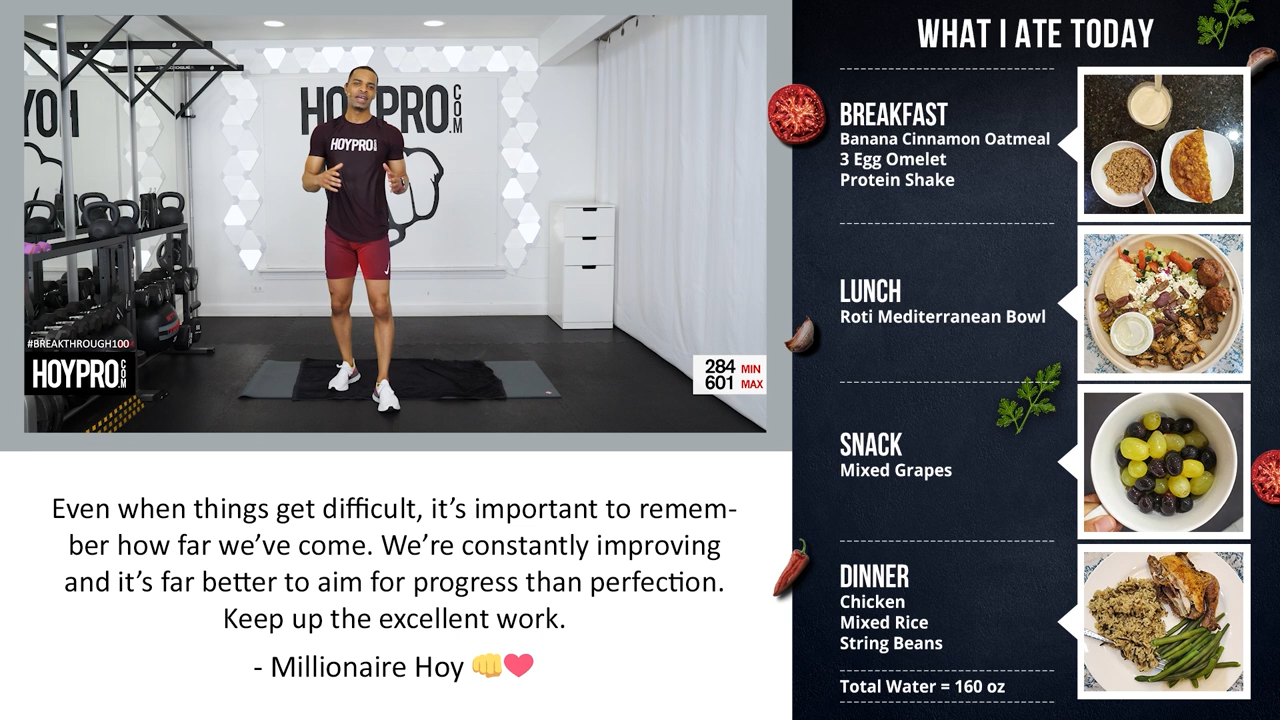 YOH
HOYPRO.COM
HOYPRO.COM
#BREAKTHROUGH100
HOYPRO.COM
284 MIN
601 MAX
Even when things get difficult, it’s important to remem-
ber how far we’ve come. We’re constantly improving
and it’s far better to aim for progress than perfection.
Keep up the excellent work.
- Millionaire Hoy 👊❤️
WHAT I ATE TODAY
BREAKFAST
Banana Cinnamon Oatmeal
3 Egg Omelet
Protein Shake
LUNCH
Roti Mediterranean Bowl
SNACK
Mixed Grapes
DINNER
Chicken
Mixed Rice
String Beans
Total Water = 160 oz